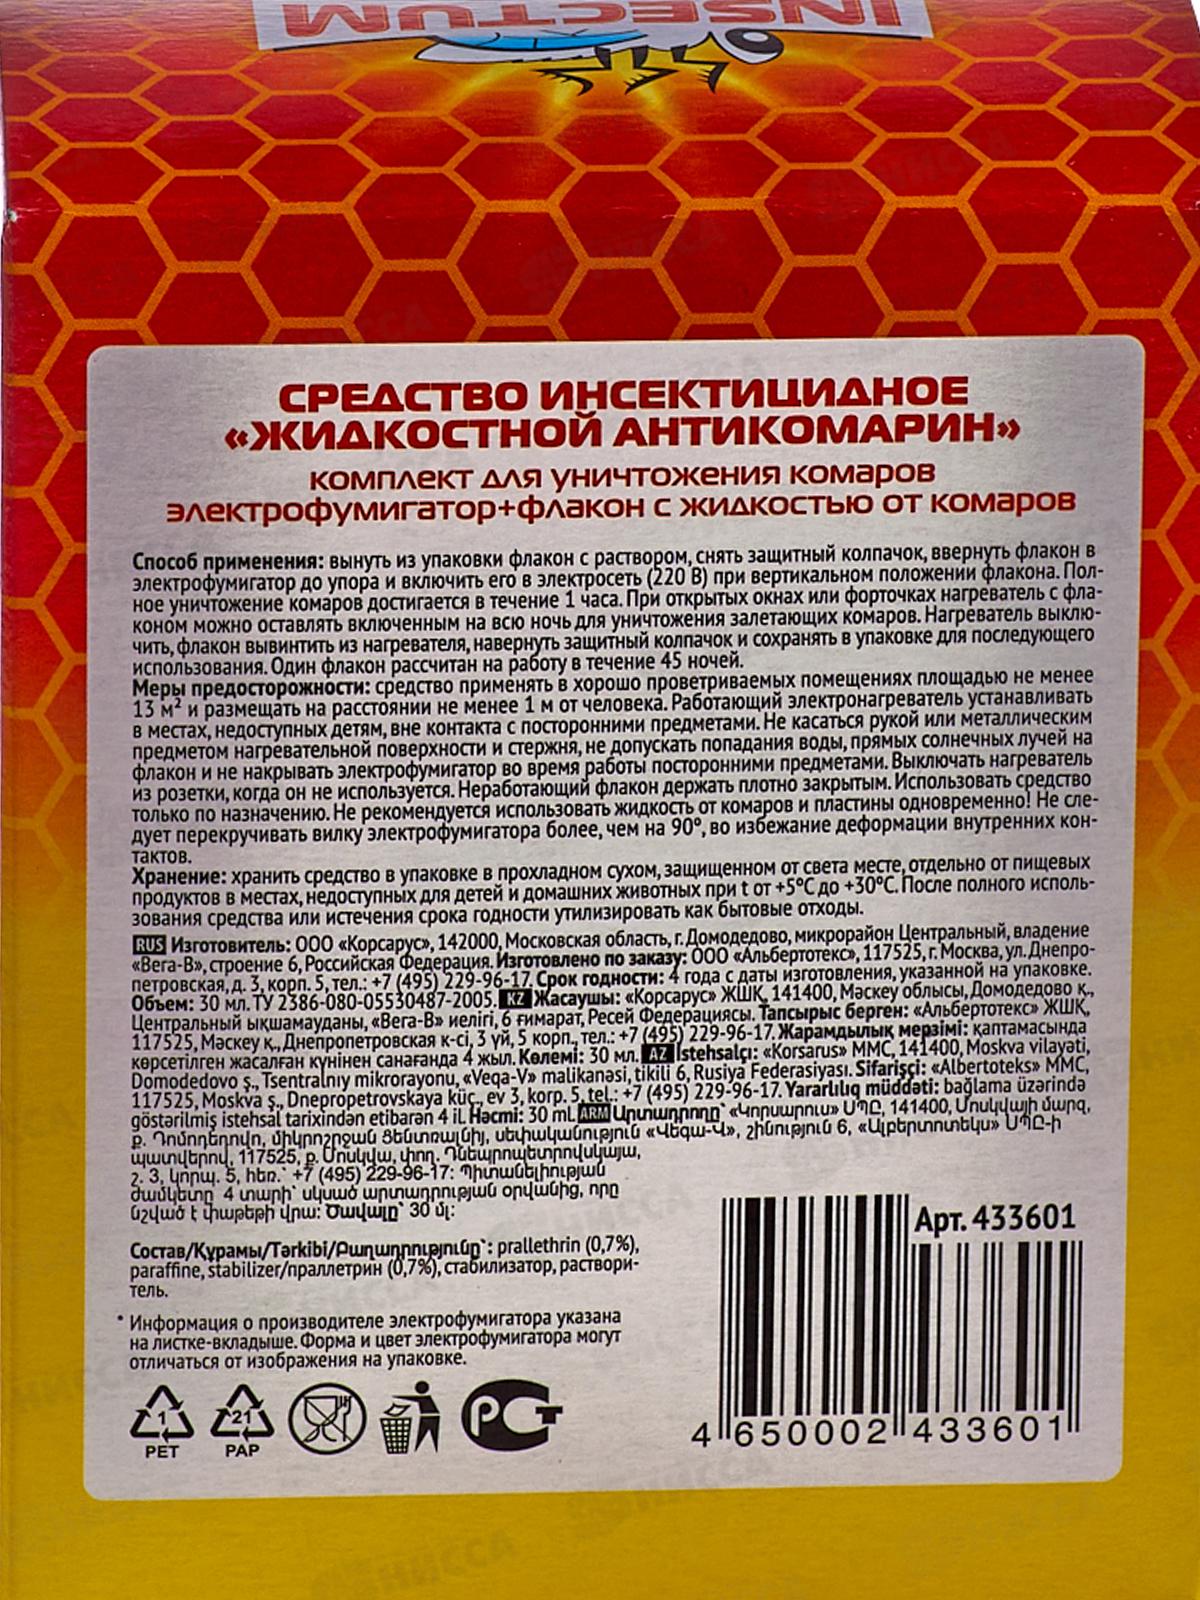 INSECTUM
СРЕДСТВО ИНСЕКТИЦИДНОЕ
«ЖИДКОСТНОЙ АНТИКОМАРИН»
КОМПЛЕКТ ДЛЯ УНИЧТОЖЕНИЯ КОМАРОВ
ЭЛЕКТРОФУМИГАТОР+ФЛАКОН С ЖИДКОСТЬЮ ОТ КОМАРОВ
Способ применения: вынуть из упаковки флакон с раствором, снять защитный колпачок, ввернуть флакон в
электрофумигатор до упора и включить его в электросеть (220 В) при вертикальном положении флакона. Пол-
ное уничтожение комаров достигается в течение 1 часа. При открытых окнах или форточках нагреватель с фла-
коном можно оставлять включенным на всю ночь для уничтожения залетающих комаров. Нагреватель выклю-
чить, флакон вывинтить из нагревателя, навернуть защитный колпачок и сохранять в упаковке для последующего
использования. Один флакон рассчитан на работу в течение 45 ночей.
Меры предосторожности: средство применять в хорошо проветриваемых помещениях площадью не менее
13 м² и размещать на расстоянии не менее 1 м от человека. Работающий электронагреватель устанавливать
в местах, недоступных детям, вне контакта с посторонними предметами. Не касаться рукой или металлическим
предметом нагревательной поверхности и стержня, не допускать попадания воды, прямых солнечных лучей на
флакон и не накрывать электрофумигатор во время работы посторонними предметами. Выключать нагреватель
из розетки, когда он не используется. Неработающий флакон держать плотно закрытым. Использовать средство
только по назначению. Не рекомендуется использовать жидкость от комаров и пластины одновременно! Не сле-
дует перекручивать вилку электрофумигатора более, чем на 90°, во избежание деформации внутренних кон-
тактов.
Хранение: хранить средство в упаковке в прохладном сухом, защищенном от света месте, отдельно от пищевых
продуктов в местах, недоступных для детей и домашних животных при t от +5°C до +30°C. После полного исполь-
зования средства или истечения срока годности утилизировать как бытовые отходы.
RUS Изготовитель: ООО «Корсарус», 142000, Московская область, г. Домодедово, микрорайон Центральный, владение
«Вега-В», строение 6, Российская Федерация. Изготовлено по заказу: ООО «Альбертотекс», 117525, г. Москва, ул. Днепро-
петровская, д. 3, корп. 5, тел.: +7 (495) 229-96-17. Срок годности: 4 года с даты изготовления, указанной на упаковке.
Объем: 30 мл. ТУ 2386-080-05530487-2005. KZ Жасаушы: «Корсарус» ЖШҚ, 141400, Мәскеу облысы, Домодедово қ.,
Центральный ықшамауданы, «Вега-В» иелігі, 6 ғимарат, Ресей Федерациясы. Тапсырыс берген: «Альбертотекс» ЖШҚ,
117525, Мәскеу қ., Днепропетровская к-сі, 3 үй, 5 корп., тел.: +7 (495) 229-96-17. Жарамдылық мерзімі: қаптамасында
көрсетілген жасалған күнінен санағанда 4 жыл. Көлемі: 30 мл. AZ İstehsalçı: «Korsarus» MMC, 141400, Moskva vilayəti,
Domodedovo ş., Tsentralnıy mikrorayonu, «Veqa-V» malikanəsi, tikili 6, Rusiya Federasiyası. Sifarişçi: «Albertoteks» MMC,
117525, Moskva ş., Dnepropetrovskaya küç., ev 3, korp. 5, tel.: +7 (495) 229-96-17. Yararlılıq müddəti: bağlama üzərində
göstərilmiş istehsal tarixindən etibarən 4 il. Həcmi: 30 ml. ARM Արտադրողը՝ «Կորսարուս» ՍՊԸ, 141400, Մոսկվայի մարզ,
ք. Դոմոդեդովո, միկրոշրջան Ցենտրալնիյ, սեփականություն «Վեգա-Վ», շինություն 6, «Ալբերտոտեկս» ՍՊԸ-ի
պատվերով, 117525, ք. Մոսկվա, փող. Դնեպրոպետրովսկայա,
շ. 3, կորպ. 5, հեռ.՝ +7 (495) 229-96-17: Պիտանելիության
ժամկետը 4 տարի՝ սկսած արտադրության օրվանից, որը
նշված է փաթեթի վրա: Ծավալը՝ 30 մլ:
Состав/Құрамы/Tərkibi/Բաղադրությունը՝: prallethrin (0,7%),
paraffine, stabilizer/праллетрин (0,7%), стабилизатор, раствори-
тель.
* Информация о производителе электрофумигатора указана
на листке-вкладыше. Форма и цвет электрофумигатора могут
отличаться от изображения на упаковке.
1
PET
21
PAP
РСТ
Арт. 433601
4 650002 433601